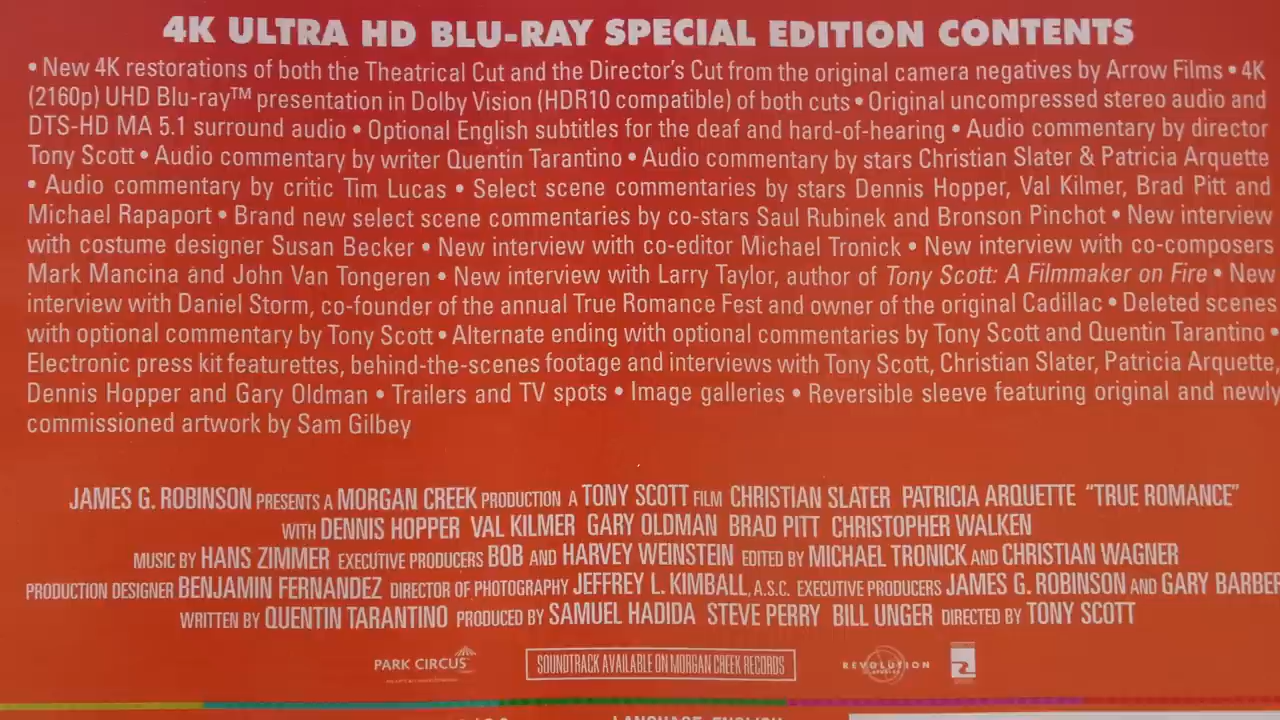 4K ULTRA HD BLU-RAY SPECIAL EDITION CONTENTS
• New 4K restorations of both the Theatrical Cut and the Director's Cut from the original camera negatives by Arrow Films • 4K
(2160p) UHD Blu-ray™ presentation in Dolby Vision (HDR10 compatible) of both cuts • Original uncompressed stereo audio and
DTS-HD MA 5.1 surround audio • Optional English subtitles for the deaf and hard-of-hearing • Audio commentary by director
Tony Scott • Audio commentary by writer Quentin Tarantino • Audio commentary by stars Christian Slater & Patricia Arquette
• Audio commentary by critic Tim Lucas • Select scene commentaries by stars Dennis Hopper, Val Kilmer, Brad Pitt and
Michael Rapaport • Brand new select scene commentaries by co-stars Saul Rubinek and Bronson Pinchot • New interview
with costume designer Susan Becker • New interview with co-editor Michael Tronick • New interview with co-composers
Mark Mancina and John Van Tongeren • New interview with Larry Taylor, author of Tony Scott: A Filmmaker on Fire • New
interview with Daniel Storm, co-founder of the annual True Romance Fest and owner of the original Cadillac • Deleted scenes
with optional commentary by Tony Scott • Alternate ending with optional commentaries by Tony Scott and Quentin Tarantino •
Electronic press kit featurettes, behind-the-scenes footage and interviews with Tony Scott, Christian Slater, Patricia Arquette,
Dennis Hopper and Gary Oldman • Trailers and TV spots • Image galleries • Reversible sleeve featuring original and newly
commissioned artwork by Sam Gilbey
JAMES G. ROBINSON PRESENTS A MORGAN CREEK PRODUCTION A TONY SCOTT FILM CHRISTIAN SLATER PATRICIA ARQUETTE "TRUE ROMANCE"
WITH DENNIS HOPPER VAL KILMER GARY OLDMAN BRAD PITT CHRISTOPHER WALKEN
MUSIC BY HANS ZIMMER EXECUTIVE PRODUCERS BOB AND HARVEY WEINSTEIN EDITED BY MICHAEL TRONICK AND CHRISTIAN WAGNER
PRODUCTION DESIGNER BENJAMIN FERNANDEZ DIRECTOR OF PHOTOGRAPHY JEFFREY L. KIMBALL, A.S.C. EXECUTIVE PRODUCERS JAMES G. ROBINSON AND GARY BARBER
WRITTEN BY QUENTIN TARANTINO PRODUCED BY SAMUEL HADIDA STEVE PERRY BILL UNGER DIRECTED BY TONY SCOTT
PARK CIRCUS SOUNDTRACK AVAILABLE ON MORGAN CREEK RECORDS REVOLUTION
LANGUAGE ENGLISH